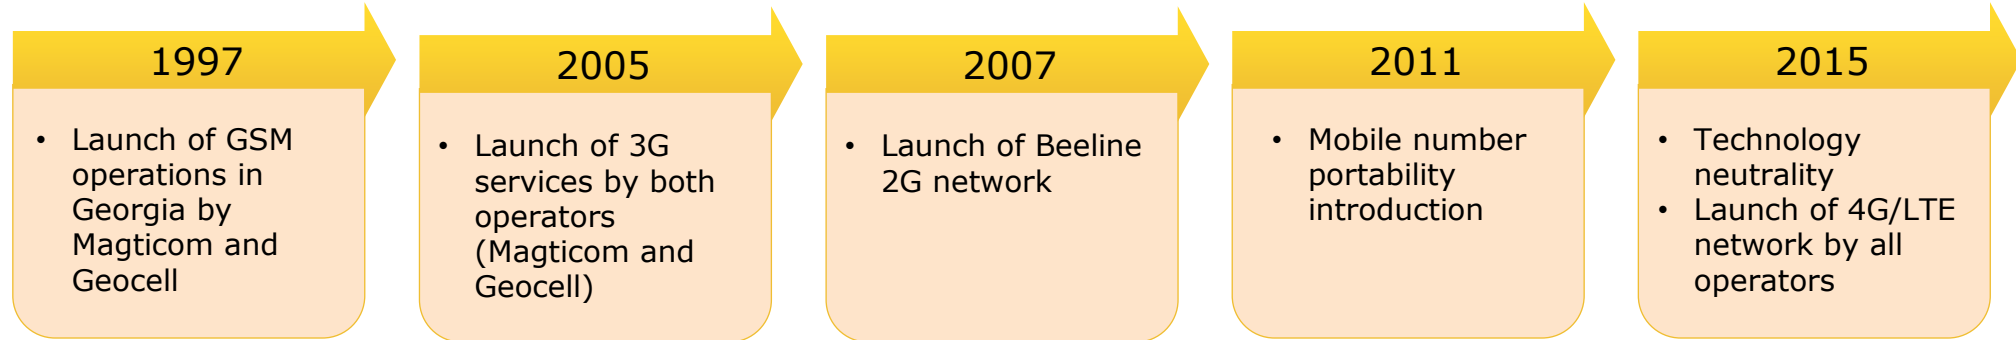 1997
• Launch of GSM
operations in
Georgia by
Magticom and
Geocell
2005
• Launch of 3G
services by both
operators
(Magticom and
Geocell)
2007
• Launch of Beeline
2G network
2011
• Mobile number
portability
introduction
2015
• Technology
neutrality
• Launch of 4G/LTE
network by all
operators